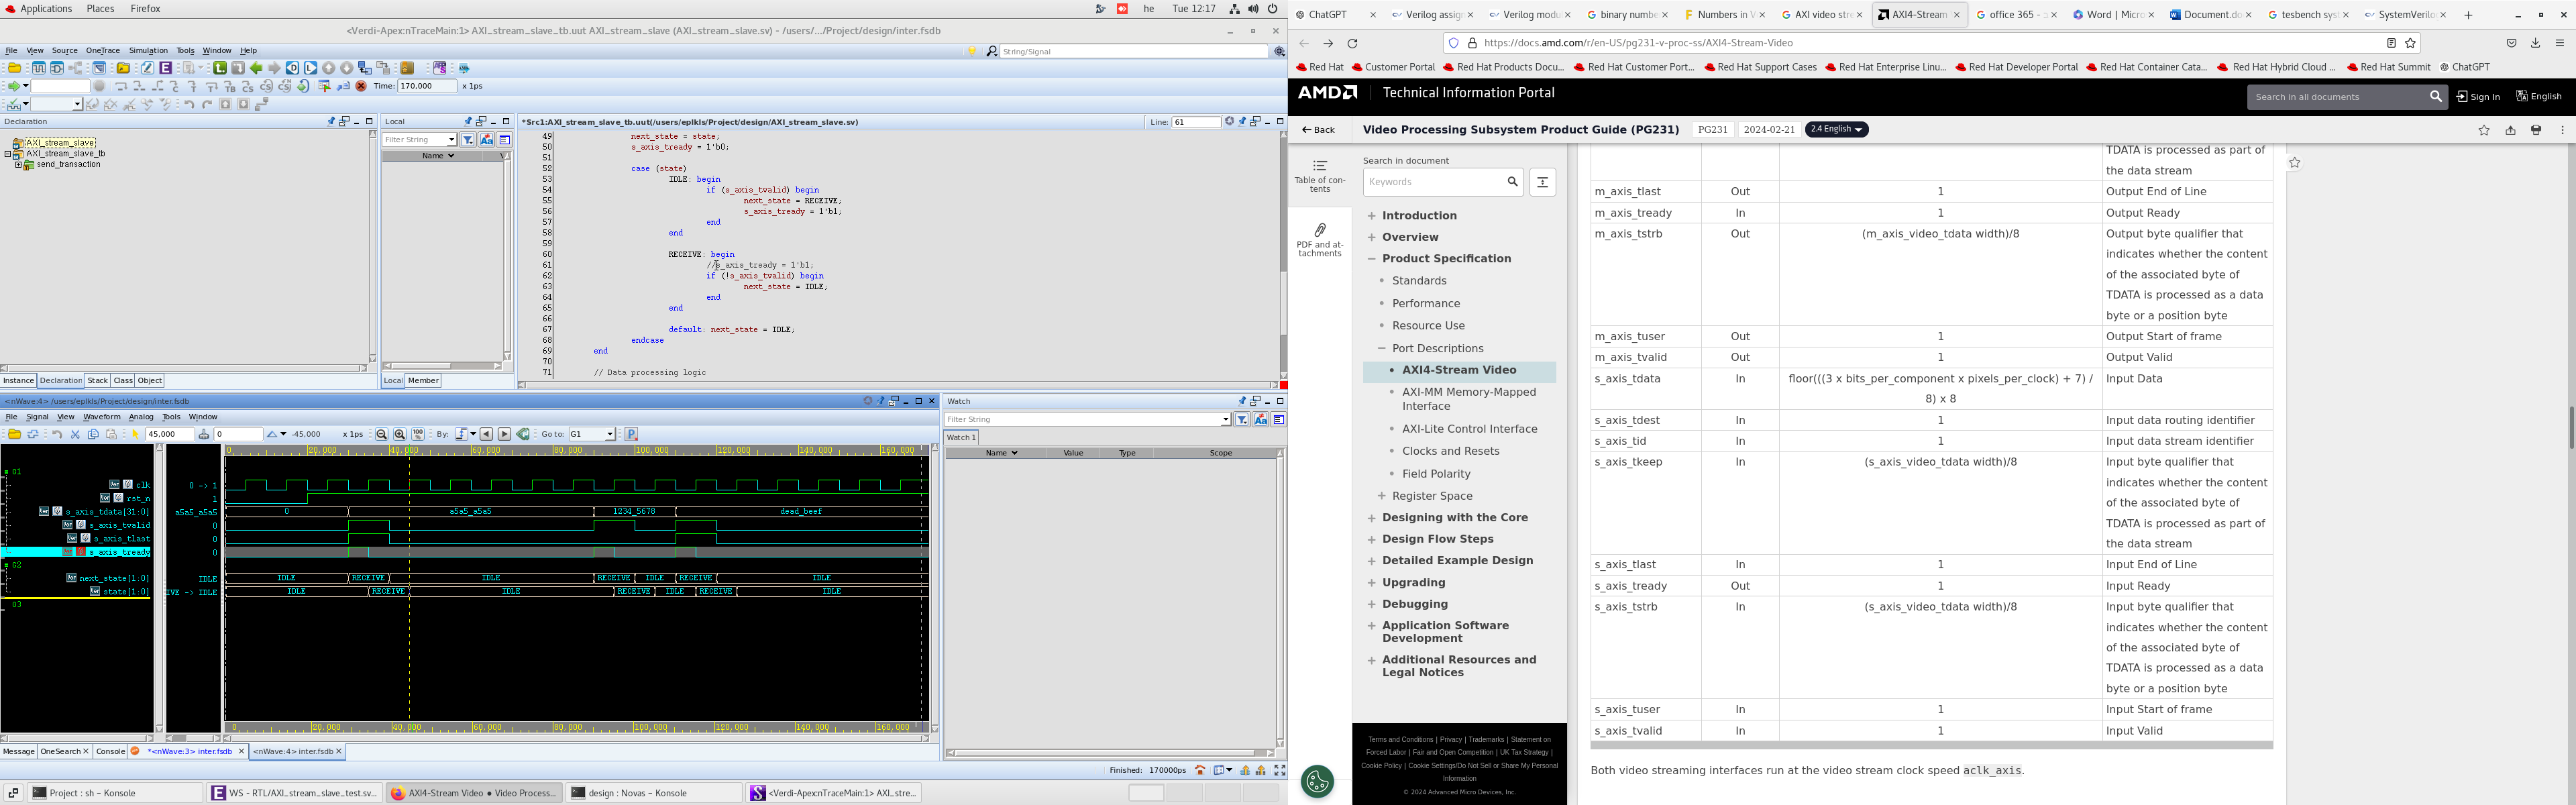 Applications Places Firefox
he Tue 12:17
<Verdi-Apex:nTraceMain:1> AXI_stream_slave_tb.uut AXI_stream_slave (AXI_stream_slave.sv) - /users/.../Project/design/inter.fsdb
File View Source OneTrace Simulation Tools Window Help
String/Signal
Time: 170,000 x 1ps
Declaration
AXI_stream_slave
AXI_stream_slave_tb
send_transaction
Instance Declaration Stack Class Object
Local
Filter String
Name
Local Member
*Src1:AXI_stream_slave_tb.uut(/users/eplkls/Project/design/AXI_stream_slave.sv)
Line: 61
49 next_state = state;
50 s_axis_tready = 1'b0;
51
52 case (state)
53 IDLE: begin
54 if (s_axis_tvalid) begin
55 next_state = RECEIVE;
56 s_axis_tready = 1'b1;
57 end
58 end
59
60 RECEIVE: begin
61 //s_axis_tready = 1'b1;
62 if (!s_axis_tvalid) begin
63 next_state = IDLE;
64 end
65 end
66
67 default: next_state = IDLE;
68 endcase
69 end
70
71 // Data processing logic
<nWave:4> /users/eplkls/Project/design/inter.fsdb
File Signal View Waveform Analog Tools Window
45,000 0 -45,000 x 1ps By: Go to: G1
0 20,000 40,000 60,000 80,000 100,000 120,000 140,000 160,000
G1
clk 0 -> 1
rst_n 1
s_axis_tdata[31:0] a5a5_a5a5 0 a5a5_a5a5 1234_5678 dead_beef
s_axis_tvalid 0
s_axis_tlast 0
s_axis_tready 0
G2
next_state[1:0] IDLE IDLE RECEIVE IDLE RECEIVE IDLE RECEIVE IDLE
state[1:0] IVE -> IDLE IDLE RECEIVE IDLE RECEIVE IDLE RECEIVE IDLE
G3
0 20,000 40,000 60,000 80,000 100,000 120,000 140,000 160,000
Watch
Filter String
Watch 1
Name Value Type Scope
Message OneSearch Console *<nWave:3> inter.fsdb <nWave:4> inter.fsdb
Finished: 170000ps
Project : sh – Konsole
WS - RTL/AXI_stream_slave_test.sv...
AXI4-Stream Video • Video Process...
design : Novas – Konsole
<Verdi-Apex:nTraceMain:1> AXI_stre...
ChatGPT
Verilog assig
Verilog modu
binary numbe
Numbers in V
AXI video stre
AXI4-Stream
office 365 -
Word | Micro
Document.do
tesbench sys
SystemVerilo
https://docs.amd.com/r/en-US/pg231-v-proc-ss/AXI4-Stream-Video
Red Hat
Customer Portal
Red Hat Products Docu...
Red Hat Customer Port...
Red Hat Support Cases
Red Hat Enterprise Linu...
Red Hat Developer Portal
Red Hat Container Cata...
Red Hat Hybrid Cloud ...
Red Hat Summit
ChatGPT
AMD Technical Information Portal
Search in all documents
Sign In
English
Back
Video Processing Subsystem Product Guide (PG231)
PG231
2024-02-21
2.4 English
Table of con-
tents
PDF and at-
tachments
Search in document
Keywords
Introduction
Overview
Product Specification
Standards
Performance
Resource Use
Port Descriptions
AXI4-Stream Video
AXI-MM Memory-Mapped
Interface
AXI-Lite Control Interface
Clocks and Resets
Field Polarity
Register Space
Designing with the Core
Design Flow Steps
Detailed Example Design
Upgrading
Debugging
Application Software
Development
Additional Resources and
Legal Notices
Terms and Conditions | Privacy | Trademarks | Statement on
Forced Labor | Fair and Open Competition | UK Tax Strategy |
Cookie Policy | Cookie Settings/Do Not Sell or Share My Personal
Information
© 2024 Advanced Micro Devices, Inc.
TDATA is processed as part of
the data stream
m_axis_tlast Out 1 Output End of Line
m_axis_tready In 1 Output Ready
m_axis_tstrb Out (m_axis_video_tdata width)/8 Output byte qualifier that
indicates whether the content
of the associated byte of
TDATA is processed as a data
byte or a position byte
m_axis_tuser Out 1 Output Start of frame
m_axis_tvalid Out 1 Output Valid
s_axis_tdata In floor(((3 x bits_per_component x pixels_per_clock) + 7) / Input Data
8) x 8
s_axis_tdest In 1 Input data routing identifier
s_axis_tid In 1 Input data stream identifier
s_axis_tkeep In (s_axis_video_tdata width)/8 Input byte qualifier that
indicates whether the content
of the associated byte of
TDATA is processed as part of
the data stream
s_axis_tlast In 1 Input End of Line
s_axis_tready Out 1 Input Ready
s_axis_tstrb In (s_axis_video_tdata width)/8 Input byte qualifier that
indicates whether the content
of the associated byte of
TDATA is processed as a data
byte or a position byte
s_axis_tuser In 1 Input Start of frame
s_axis_tvalid In 1 Input Valid
Both video streaming interfaces run at the video stream clock speed aclk_axis.